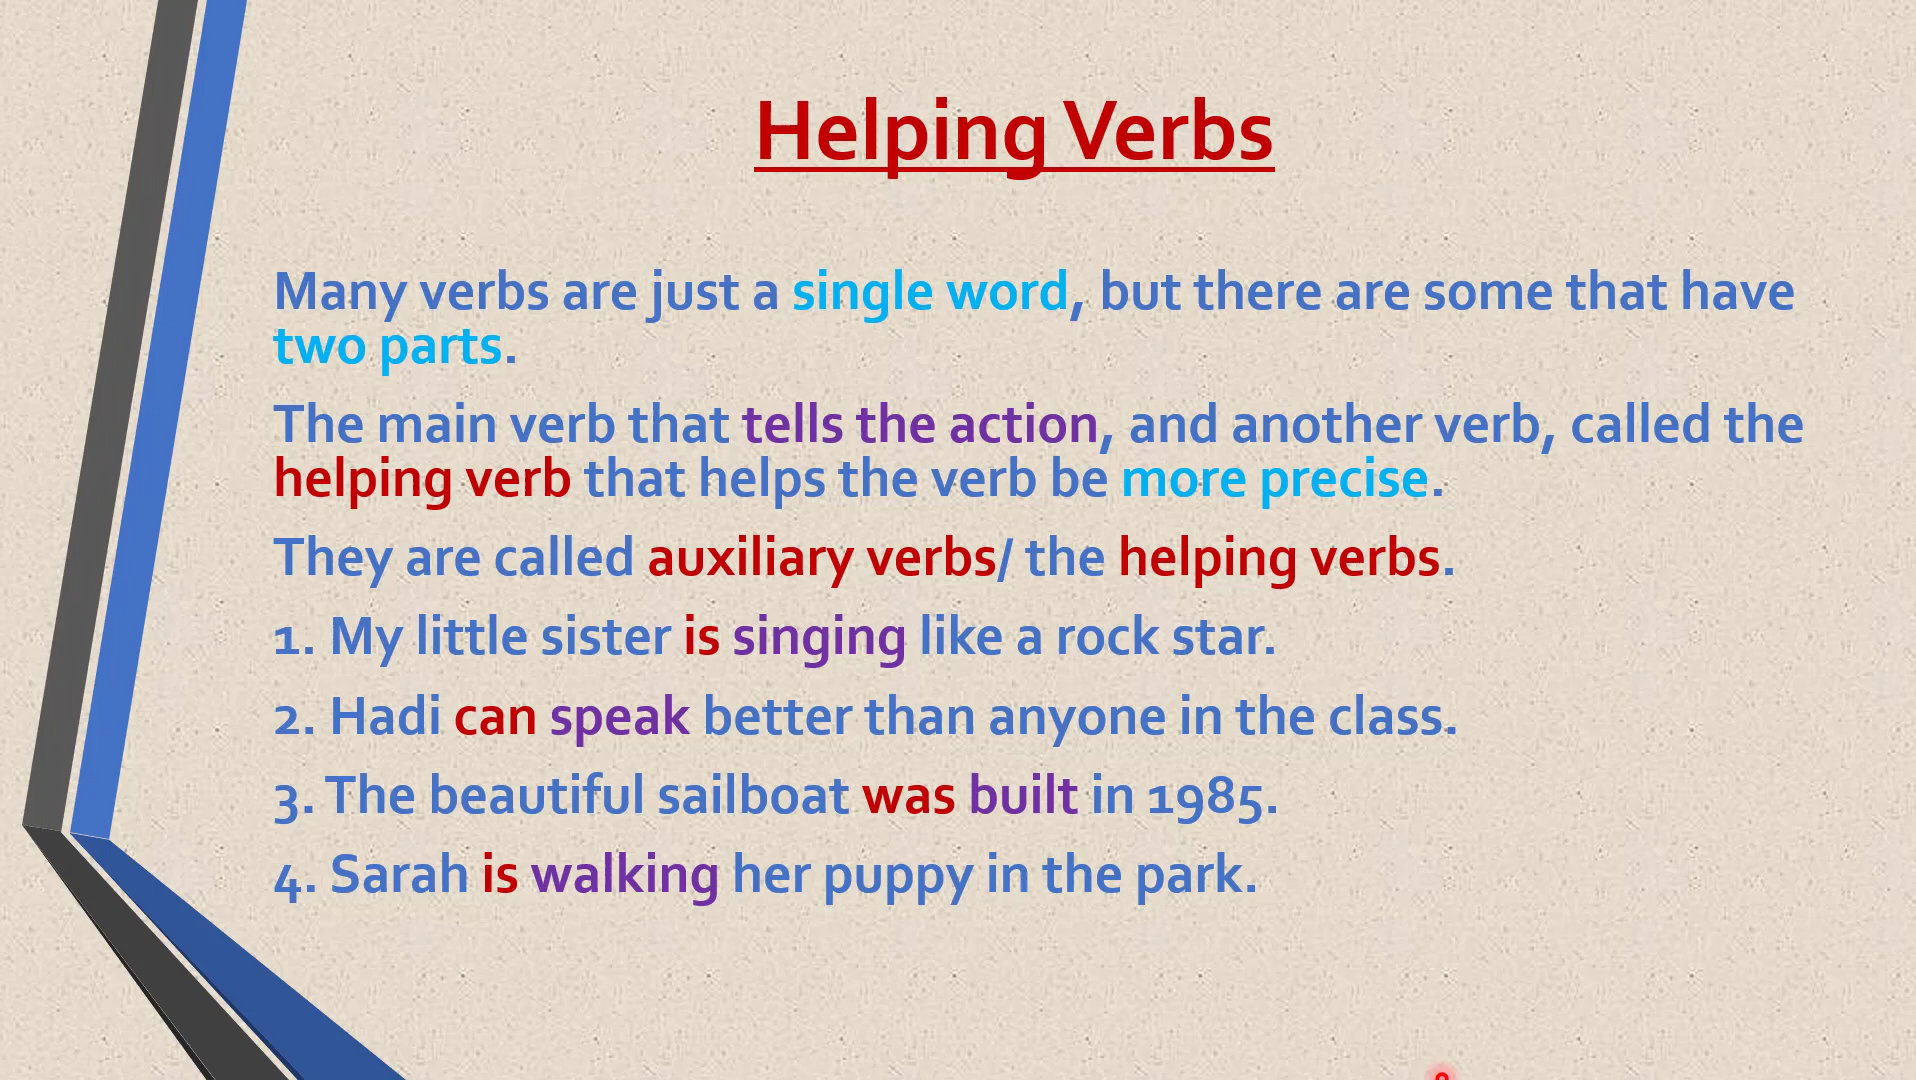 Helping Verbs
Many verbs are just a single word, but there are some that have
two parts.
The main verb that tells the action, and another verb, called the
helping verb that helps the verb be more precise.
They are called auxiliary verbs/ the helping verbs.
1. My little sister is singing like a rock star.
2. Hadi can speak better than anyone in the class.
3. The beautiful sailboat was built in 1985.
4. Sarah is walking her puppy in the park.